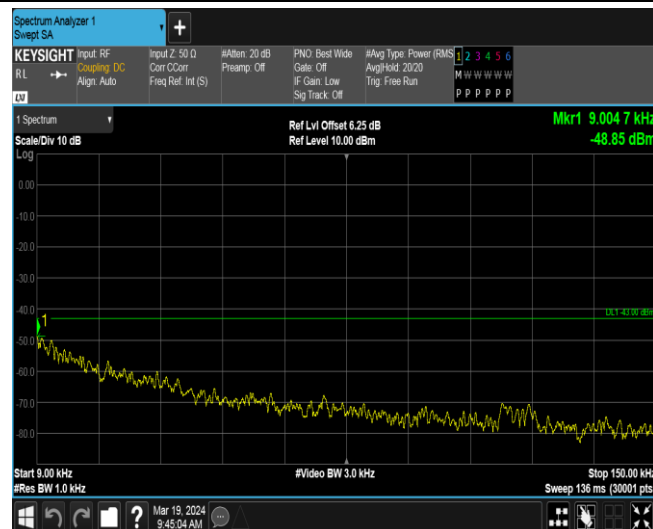 Spectrum Analyzer 1
Swept SA
+
KEYSIGHT Input: RF Input Z: 50 Ω #Atten: 20 dB PNO: Best Wide #Avg Type: Power (RMS 1 2 3 4 5 6
RL Coupling: DC Corr CCorr Preamp: Off Gate: Off Avg|Hold: 20/20 M W W W W W
Align: Auto Freq Ref: Int (S) IF Gain: Low Trig: Free Run
LXI Sig Track: Off P P P P P P
1 Spectrum Ref Lvl Offset 6.25 dB Mkr1 9.004 7 kHz
Scale/Div 10 dB Ref Level 10.00 dBm -48.85 dBm
Log
0.00
-10.0
-20.0
-30.0
-40.0 DL1 -43.00 dBm
1
-50.0
-60.0
-70.0
-80.0
Start 9.00 kHz #Video BW 3.0 kHz Stop 150.00 kHz
#Res BW 1.0 kHz Sweep 136 ms (30001 pts
? Mar 19, 2024
9:45:04 AM